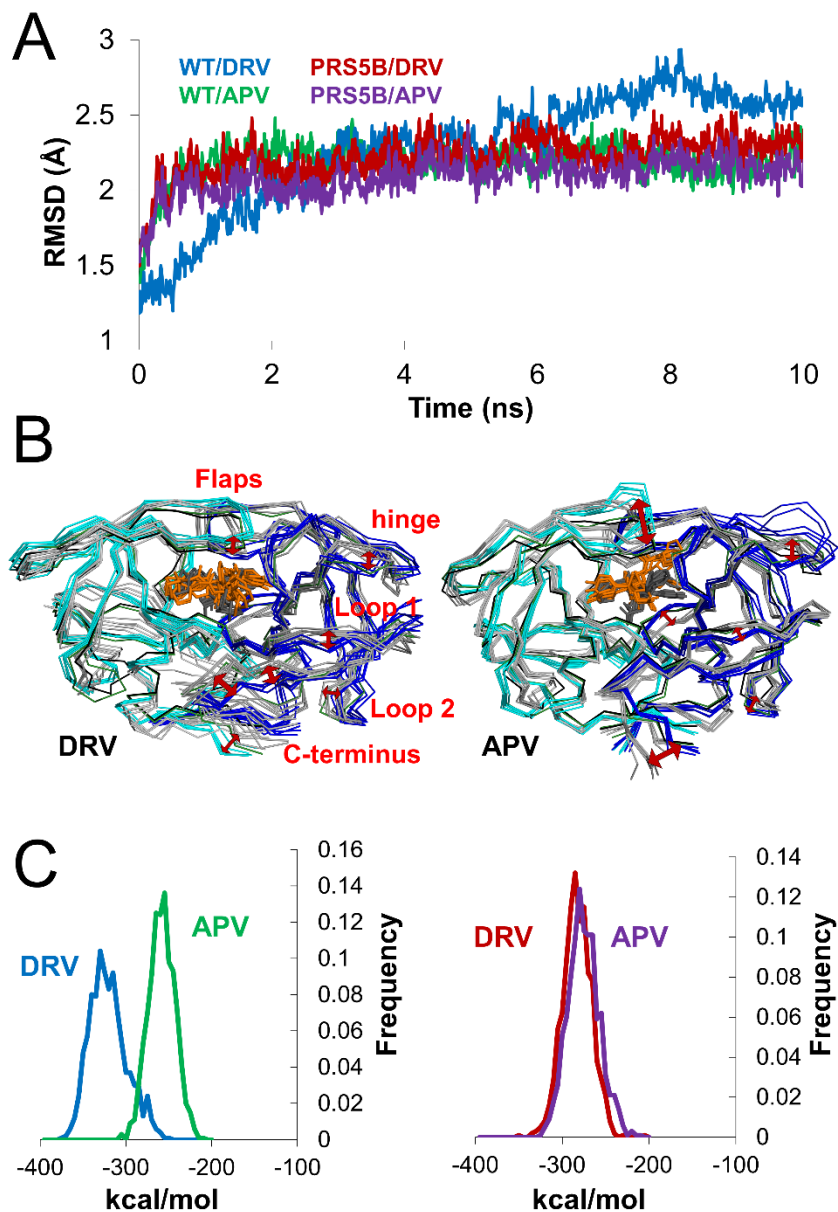 A
WT/DRV PRS5B/DRV
WT/APV PRS5B/APV
RMSD (Å)
3
2.5
2
1.5
1
0 2 4 6 8 10
Time (ns)
B
Flaps
hinge
Loop 1
Loop 2
C-terminus
DRV
APV
C
DRV
APV
0.16
0.14
0.12
0.1
0.08
0.06
0.04
0.02
0
Frequency
-400 -300 -200 -100
kcal/mol
DRV
APV
0.14
0.12
0.1
0.08
0.06
0.04
0.02
0
Frequency
-400 -300 -200 -100
kcal/mol